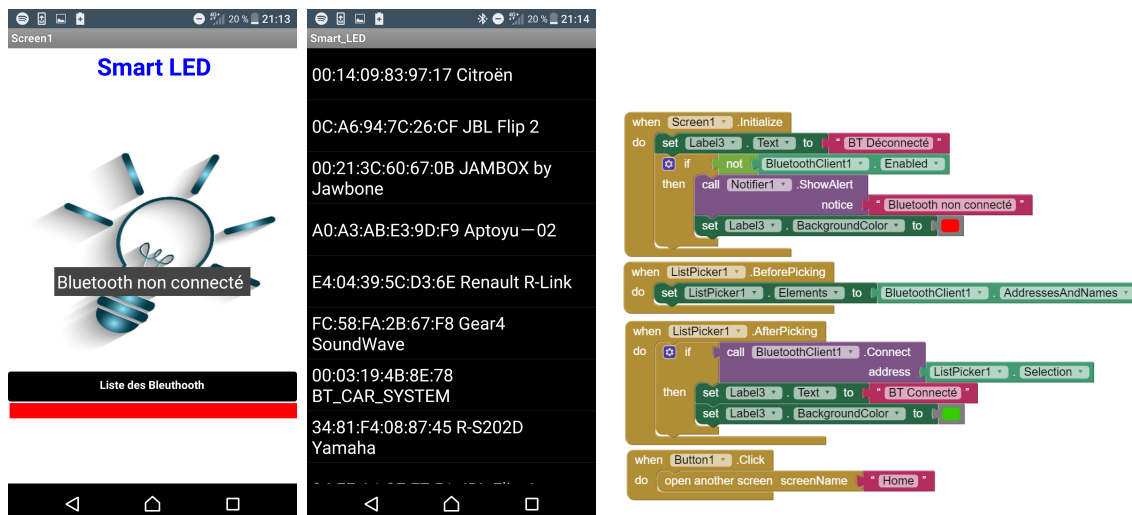 20 % 21:13
Screen1
Smart LED
Bluetooth non connecté
Liste des Bleuthooth
20 % 21:14
Smart_LED
00:14:09:83:97:17 Citroën
0C:A6:94:7C:26:CF JBL Flip 2
00:21:3C:60:67:0B JAMBOX by
Jawbone
A0:A3:AB:E3:9D:F9 Aptoyu－02
E4:04:39:5C:D3:6E Renault R-Link
FC:58:FA:2B:67:F8 Gear4
SoundWave
00:03:19:4B:8E:78
BT_CAR_SYSTEM
34:81:F4:08:87:45 R-S202D
Yamaha
when Screen1 .Initialize
do set Label3 . Text to " BT Déconnecté "
if not BluetoothClient1 . Enabled
then call Notifier1 .ShowAlert
notice " Bluetooth non connecté "
set Label3 . BackgroundColor to
when ListPicker1 .BeforePicking
do set ListPicker1 . Elements to BluetoothClient1 . AddressesAndNames
when ListPicker1 .AfterPicking
do if call BluetoothClient1 .Connect
address ListPicker1 . Selection
then set Label3 . Text to " BT Connecté "
set Label3 . BackgroundColor to
when Button1 .Click
do open another screen screenName " Home "